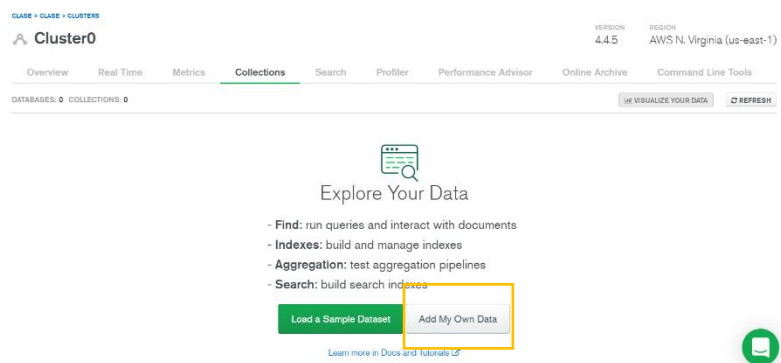 CLASE > CLASE > CLUSTERS
Cluster0
VERSION
4.4.5
REGION
AWS N. Virginia (us-east-1)
Overview Real Time Metrics Collections Search Profiler Performance Advisor Online Archive Command Line Tools
DATABASES: 0 COLLECTIONS: 0
VISUALIZE YOUR DATA
REFRESH
Explore Your Data
- Find: run queries and interact with documents
- Indexes: build and manage indexes
- Aggregation: test aggregation pipelines
- Search: build search indexes
Load a Sample Dataset
Add My Own Data
Learn more in Docs and Tutorials